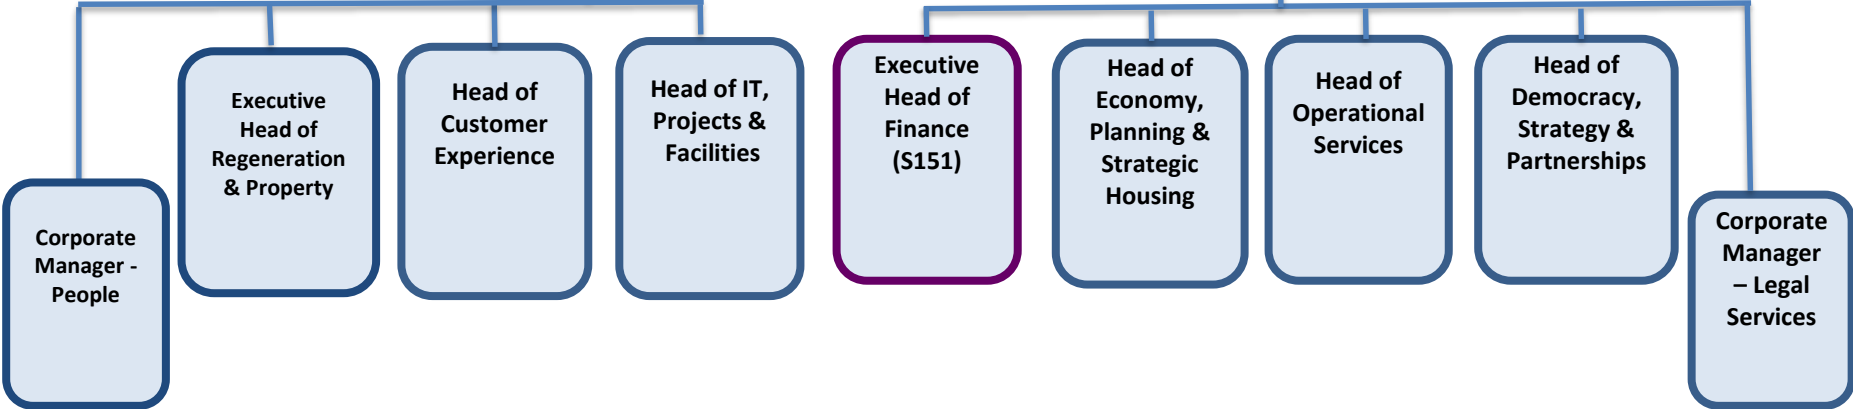 Corporate
Manager -
People
Executive
Head of
Regeneration
& Property
Head of
Customer
Experience
Head of IT,
Projects &
Facilities
Executive
Head of
Finance
(S151)
Head of
Economy,
Planning &
Strategic
Housing
Head of
Operational
Services
Head of
Democracy,
Strategy &
Partnerships
Corporate
Manager
– Legal
Services